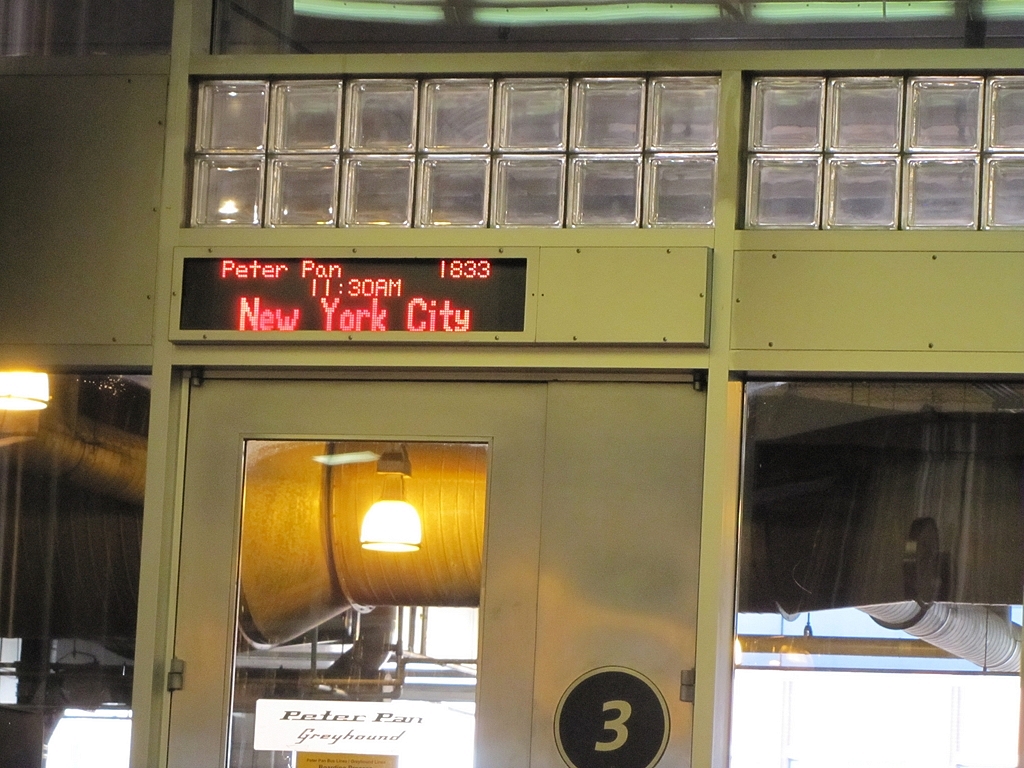 Peter Pan 1833
11:30AM
New York City
Peter Pan
Greyhound
3